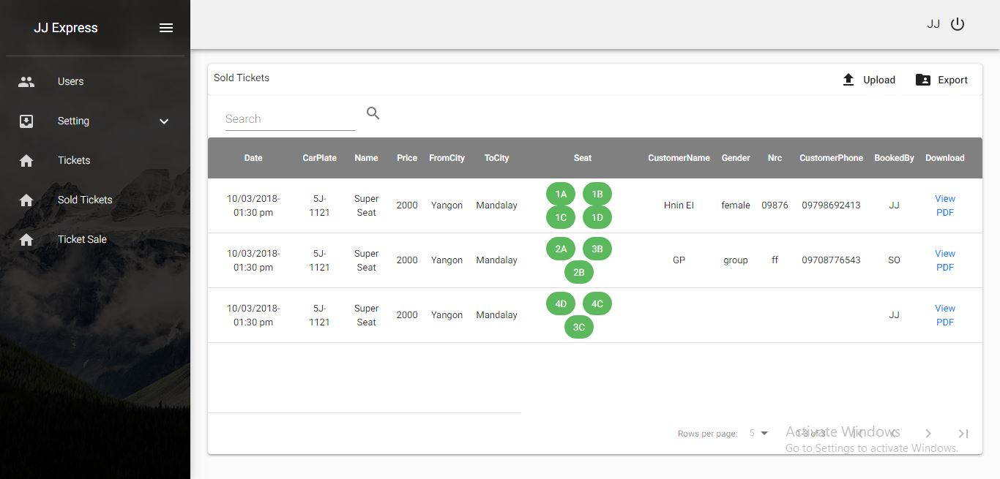 JJ Express
Users
Setting
Tickets
Sold Tickets
Ticket Sale
JJ
Sold Tickets
Upload
Export
Search
Date CarPlate Name Price FromCity ToCity Seat CustomerName Gender Nrc CustomerPhone BookedBy Download
10/03/2018-
01:30 pm
5J-
1121
Super
Seat
2000
Yangon
Mandalay
1A 1B
1C 1D
Hnin EI
female
09876
09798692413
JJ
View
PDF
10/03/2018-
01:30 pm
5J-
1121
Super
Seat
2000
Yangon
Mandalay
2A 3B
2B
GP
group
ff
09708776543
SO
View
PDF
10/03/2018-
01:30 pm
5J-
1121
Super
Seat
2000
Yangon
Mandalay
4D 4C
3C
JJ
View
PDF
Rows per page: 5
1-3 of 3
Activate Windows
Go to Settings to activate Windows.